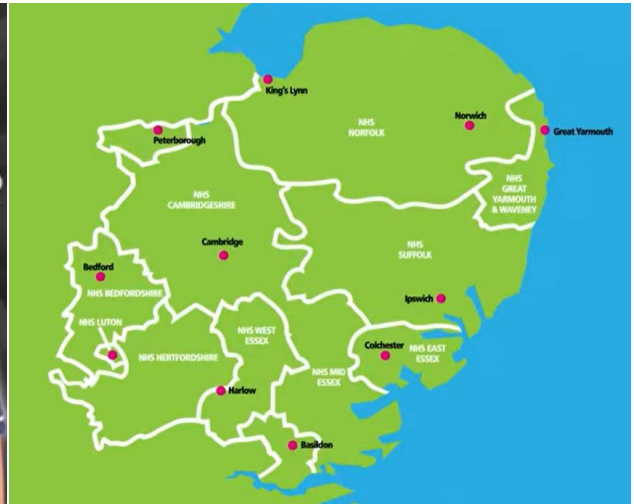 King's Lynn
NHS
NORFOLK
Norwich
Great Yarmouth
Peterborough
NHS
GREAT
YARMOUTH
& WAVENEY
NHS
CAMBRIDGESHIRE
Cambridge
NHS
SUFFOLK
Bedford
NHS BEDFORDSHIRE
Ipswich
NHS LUTON
NHS HERTFORDSHIRE
NHS WEST
ESSEX
Colchester
NHS EAST
ESSEX
NHS MID
ESSEX
Harlow
Basildon